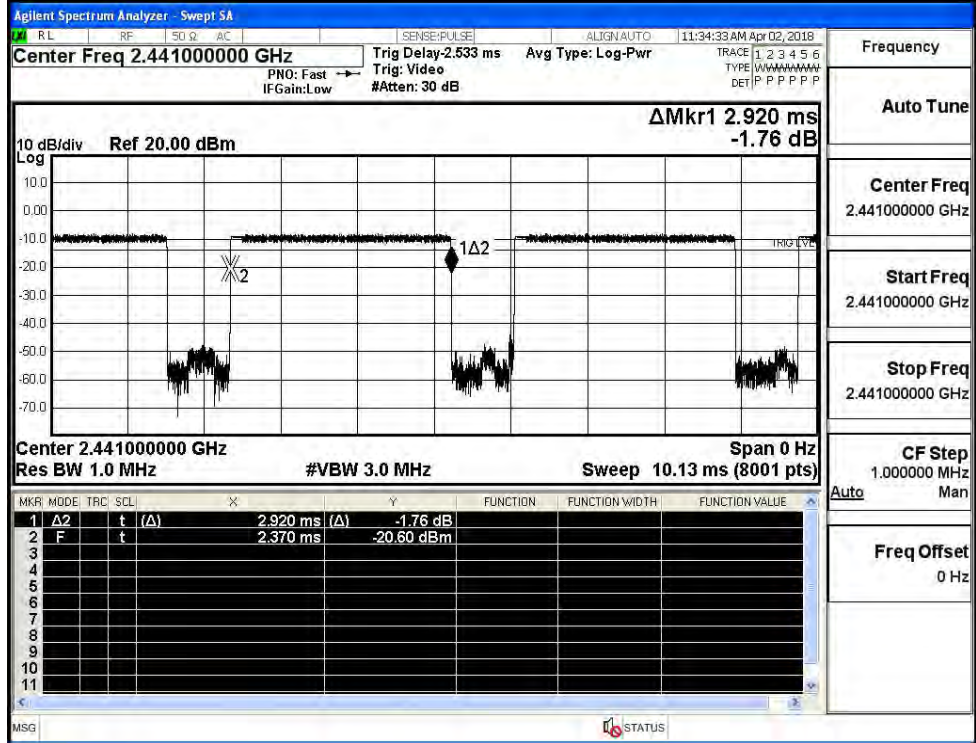 Agilent Spectrum Analyzer - Swept SA
LXI RL RF 50 Ω AC SENSE:PULSE ALIGN AUTO 11:34:33 AM Apr 02, 2018
Center Freq 2.441000000 GHz
PNO: Fast
IFGain:Low
Trig Delay-2.533 ms
Trig: Video
#Atten: 30 dB
Avg Type: Log-Pwr
TRACE 1 2 3 4 5 6
TYPE WWWWWW
DET P P P P P P
ΔMkr1 2.920 ms
-1.76 dB
10 dB/div Ref 20.00 dBm
Log
10.0
0.00
-10.0
-20.0
-30.0
-40.0
-50.0
-60.0
-70.0
1Δ2
2
TRIG LVL
Center 2.441000000 GHz Span 0 Hz
Res BW 1.0 MHz #VBW 3.0 MHz Sweep 10.13 ms (8001 pts)
MKR MODE TRC SCL X Y FUNCTION FUNCTION WIDTH FUNCTION VALUE
1 Δ2 t (Δ) 2.920 ms (Δ) -1.76 dB
2 F t 2.370 ms -20.60 dBm
3
4
5
6
7
8
9
10
11
MSG STATUS
Frequency
Auto Tune
Center Freq
2.441000000 GHz
Start Freq
2.441000000 GHz
Stop Freq
2.441000000 GHz
CF Step
1.000000 MHz
Auto Man
Freq Offset
0 Hz